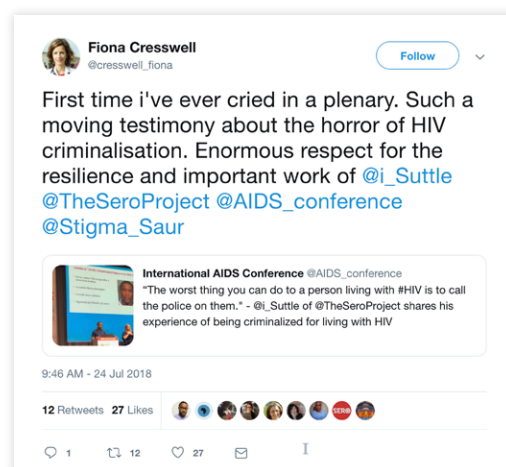 Fiona Cresswell
@cresswell_fiona
Follow
First time i've ever cried in a plenary. Such a
moving testimony about the horror of HIV
criminalisation. Enormous respect for the
resilience and important work of @i_Suttle
@TheSeroProject @AIDS_conference
@Stigma_Saur
International AIDS Conference @AIDS_conference
“The worst thing you can do to a person living with #HIV is to call
the police on them." - @i_Suttle of @TheSeroProject shares his
experience of being criminalized for living with HIV
9:46 AM - 24 Jul 2018
12 Retweets 27 Likes
SERO
1 12 27